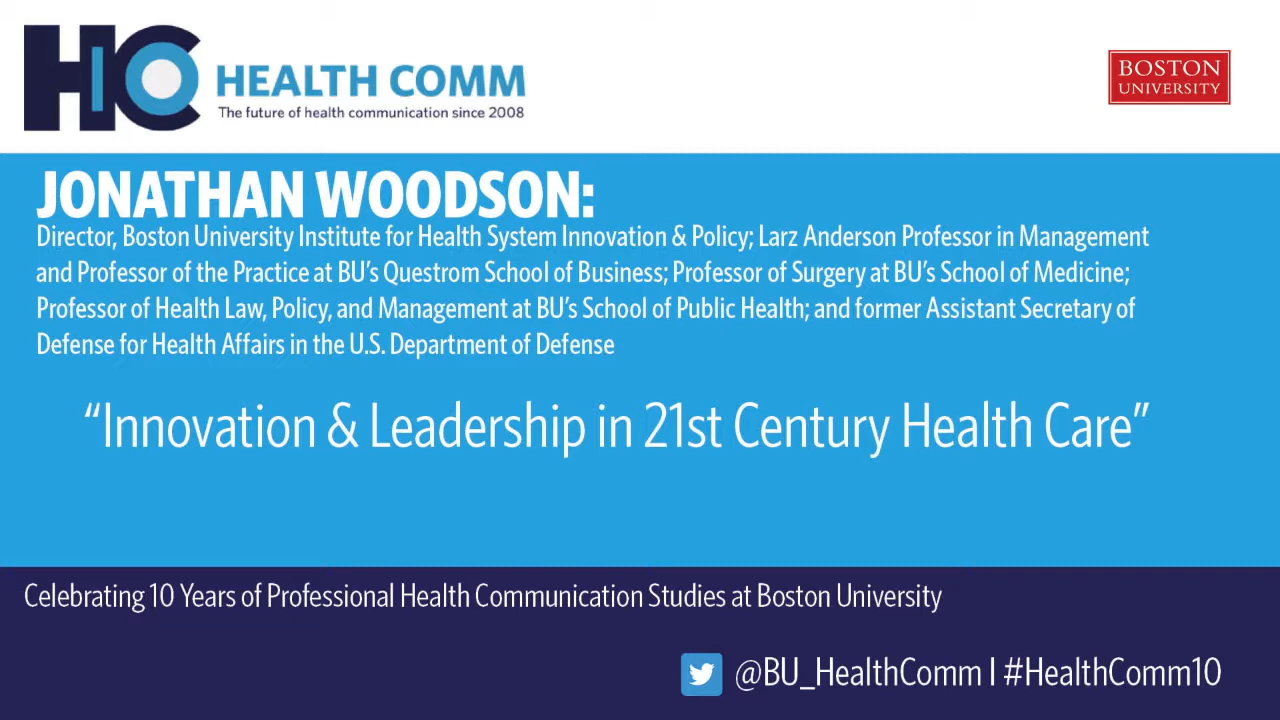 HC HEALTH COMM
The future of health communication since 2008
BOSTON
UNIVERSITY
JONATHAN WOODSON:
Director, Boston University Institute for Health System Innovation & Policy; Larz Anderson Professor in Management
and Professor of the Practice at BU’s Questrom School of Business; Professor of Surgery at BU’s School of Medicine;
Professor of Health Law, Policy, and Management at BU’s School of Public Health; and former Assistant Secretary of
Defense for Health Affairs in the U.S. Department of Defense
“Innovation & Leadership in 21st Century Health Care”
Celebrating 10 Years of Professional Health Communication Studies at Boston University
@BU_HealthComm I #HealthComm10